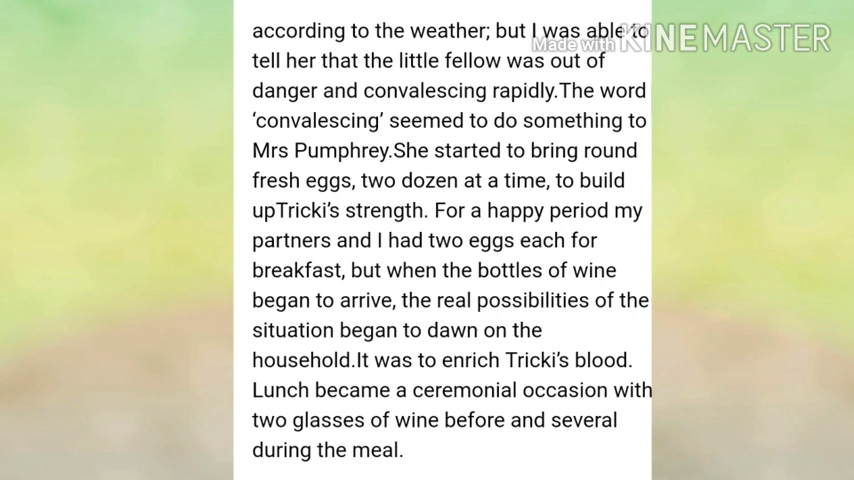 according to the weather; but I was able to
Made with KINEMASTER
tell her that the little fellow was out of
danger and convalescing rapidly.The word
‘convalescing’ seemed to do something to
Mrs Pumphrey.She started to bring round
fresh eggs, two dozen at a time, to build
upTricki’s strength. For a happy period my
partners and I had two eggs each for
breakfast, but when the bottles of wine
began to arrive, the real possibilities of the
situation began to dawn on the
household.It was to enrich Tricki’s blood.
Lunch became a ceremonial occasion with
two glasses of wine before and several
during the meal.